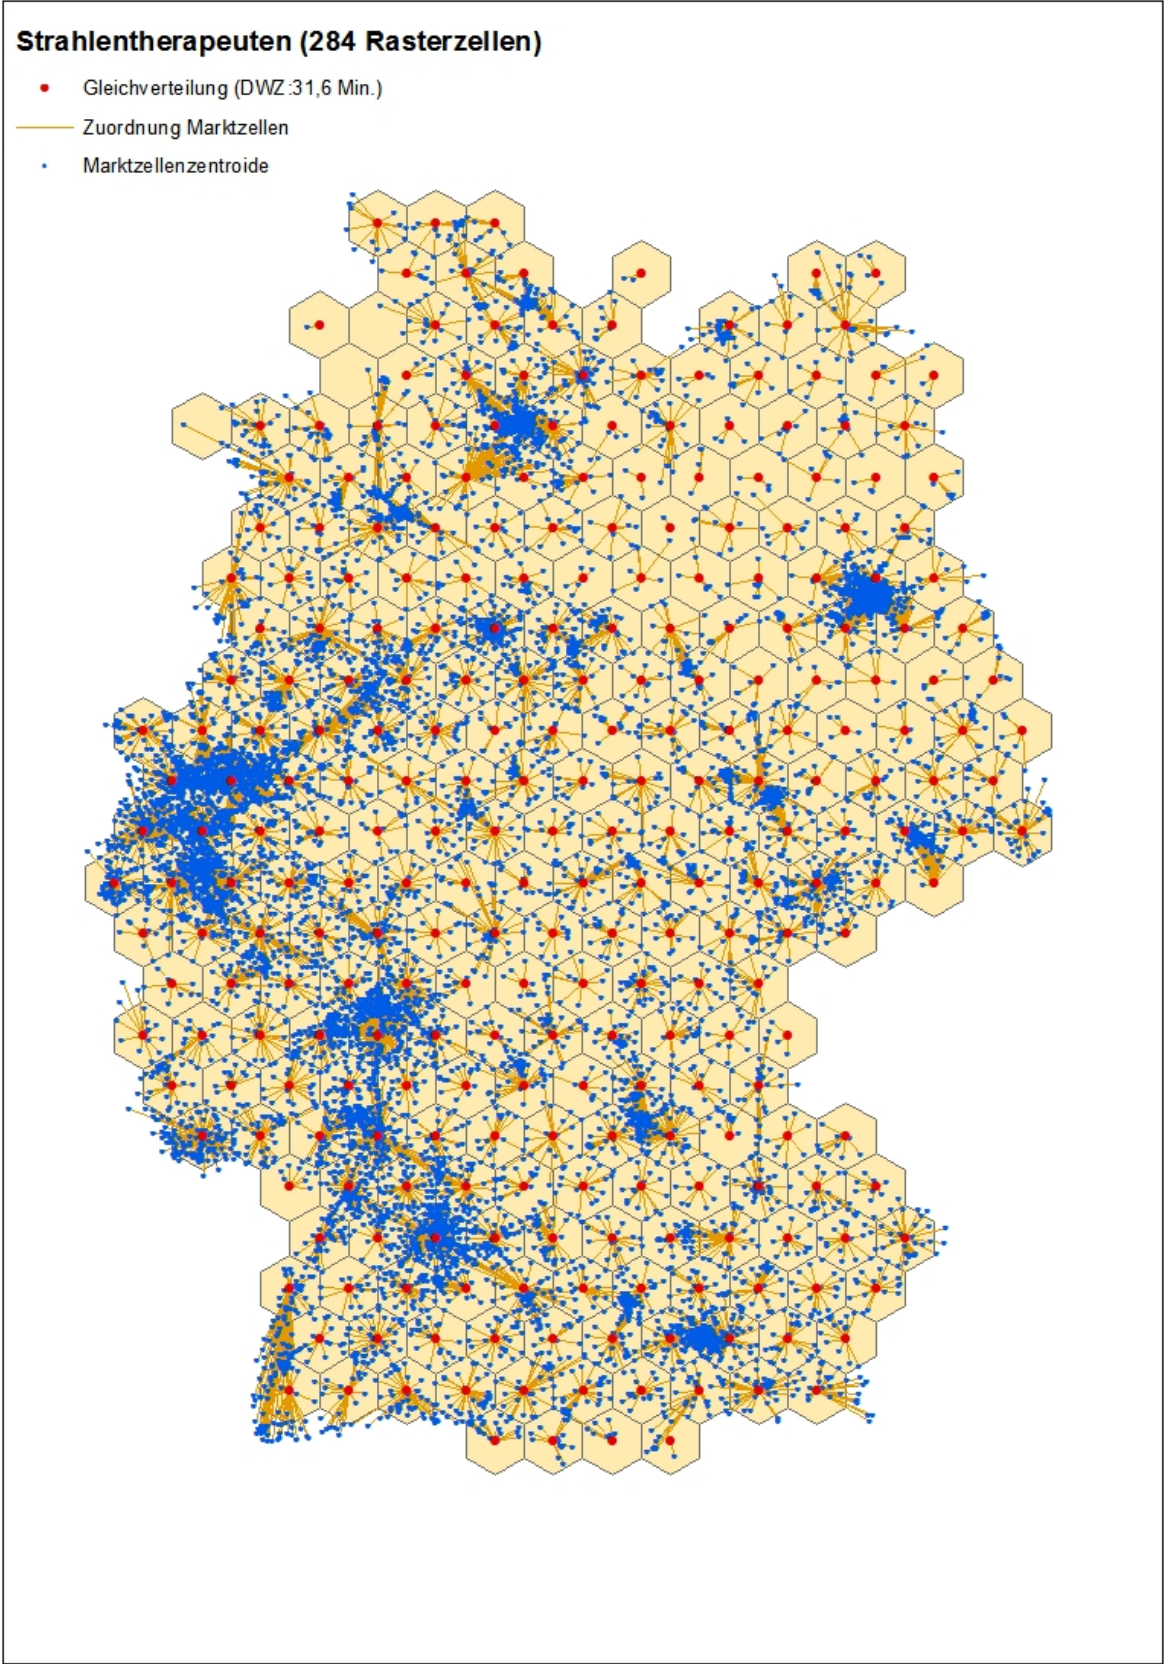 Strahlentherapeuten (284 Rasterzellen)
Gleichverteilung (DWZ:31,6 Min.)
Zuordnung Marktzellen
Marktzellenzentroide